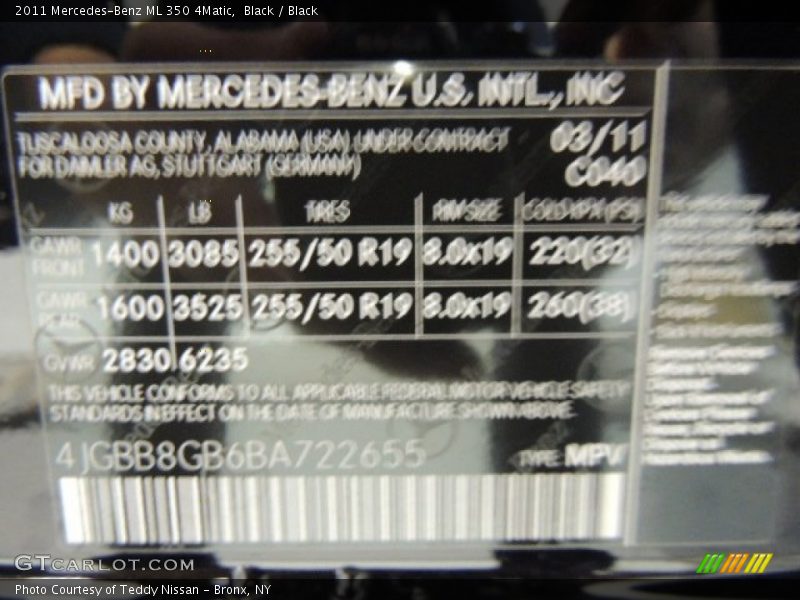 2011 Mercedes-Benz ML 350 4Matic,  Black / Black
MFD BY MERCEDES-BENZ U.S. INTL., INC
TUSCALOOSA COUNTY, ALABAMA (USA) UNDER CONTRACT
FOR DAIMLER AG, STUTTGART (GERMANY)
03/11
C040
KG LB TIRES RIM SIZE COLD KPA (PSI)
GAWR FRONT 1400 3085 255/50 R19 8.0x19 220(32)
GAWR REAR 1600 3525 255/50 R19 8.0x19 260(38)
GVWR 2830 6235
THIS VEHICLE CONFORMS TO ALL APPLICABLE FEDERAL MOTOR VEHICLE SAFETY
STANDARDS IN EFFECT ON THE DATE OF MANUFACTURE SHOWN ABOVE.
4JGBB8GB6BA722655 TYPE: MPV
GTCARLOT.COM
Photo Courtesy of Teddy Nissan - Bronx, NY